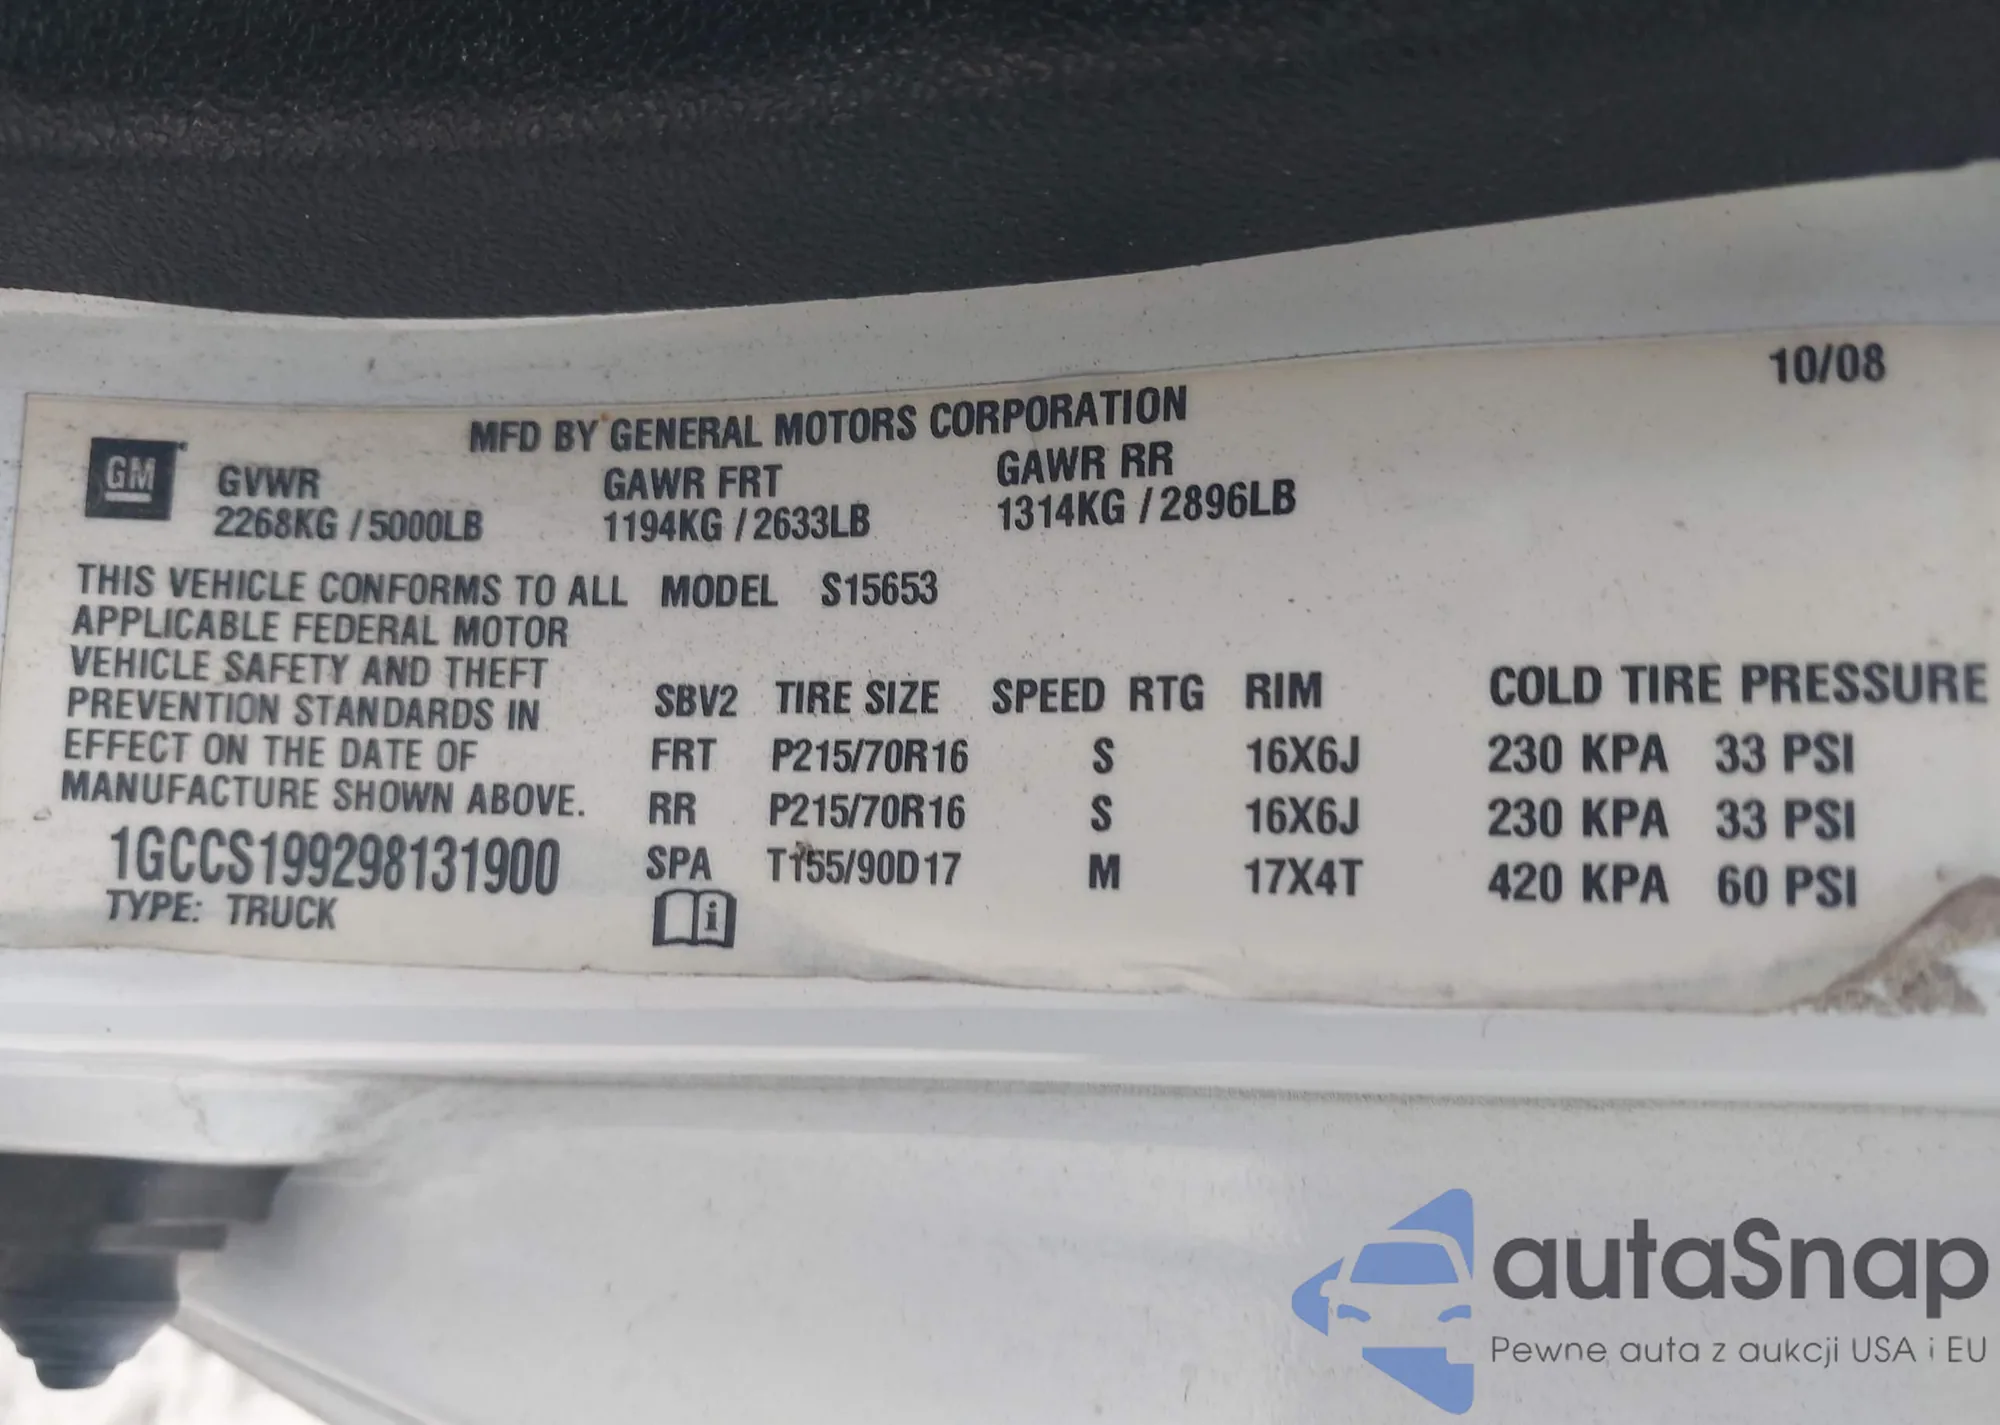 10/08
MFD BY GENERAL MOTORS CORPORATION
GM
GVWR GAWR FRT GAWR RR
2268KG / 5000LB 1194KG / 2633LB 1314KG / 2896LB
THIS VEHICLE CONFORMS TO ALL MODEL S15653
APPLICABLE FEDERAL MOTOR
VEHICLE SAFETY AND THEFT
PREVENTION STANDARDS IN
EFFECT ON THE DATE OF
MANUFACTURE SHOWN ABOVE.
1GCCS199298131900
TYPE: TRUCK
SBV2 TIRE SIZE SPEED RTG RIM COLD TIRE PRESSURE
FRT P215/70R16 S 16X6J 230 KPA 33 PSI
RR P215/70R16 S 16X6J 230 KPA 33 PSI
SPA T155/90D17 M 17X4T 420 KPA 60 PSI
i
autaSnap
Pewne auta z aukcji USA i EU